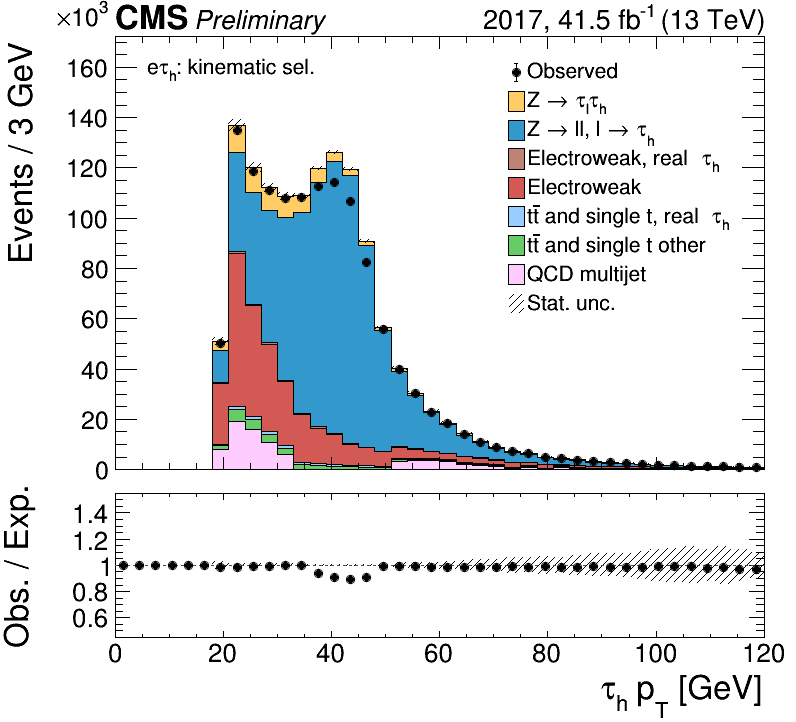 ×10³ CMS Preliminary 2017, 41.5 fb⁻¹ (13 TeV)
eτₕ: kinematic sel.
Observed
Z → τₗτₕ
Z → ll, l → τₕ
Electroweak, real τₕ
Electroweak
tt̄ and single t, real τₕ
tt̄ and single t other
QCD multijet
Stat. unc.
Events / 3 GeV
160
140
120
100
80
60
40
20
0
Obs. / Exp.
1.4
1.2
1
0.8
0.6
0 20 40 60 80 100 120
τₕ p_T [GeV]